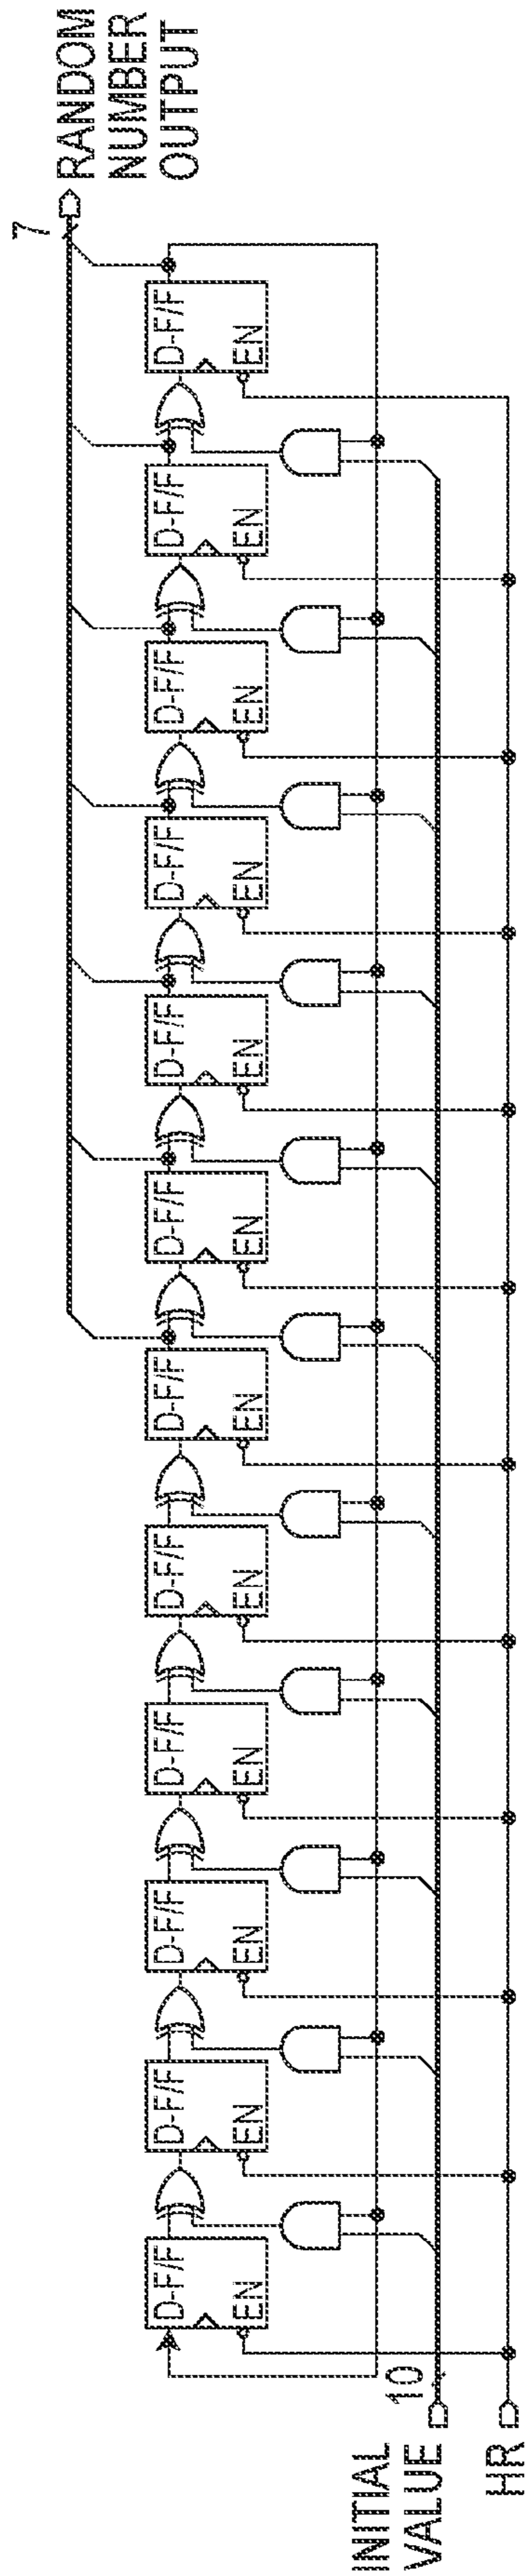 7
RANDOM
NUMBER
OUTPUT
D-F/F
D-F/F
D-F/F
D-F/F
D-F/F
D-F/F
D-F/F
D-F/F
D-F/F
D-F/F
D-F/F
D-F/F
EN
EN
EN
EN
EN
EN
EN
EN
EN
EN
EN
EN
INITIAL
VALUE
10
HR